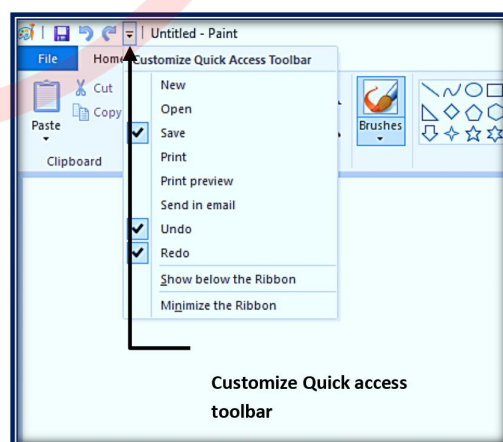 Untitled - Paint
File
Home
Customize Quick Access Toolbar
Paste
Cut
Copy
Clipboard
New
Open
Save
Print
Print preview
Send in email
Undo
Redo
Show below the Ribbon
Minimize the Ribbon
Brushes
Customize Quick access
toolbar